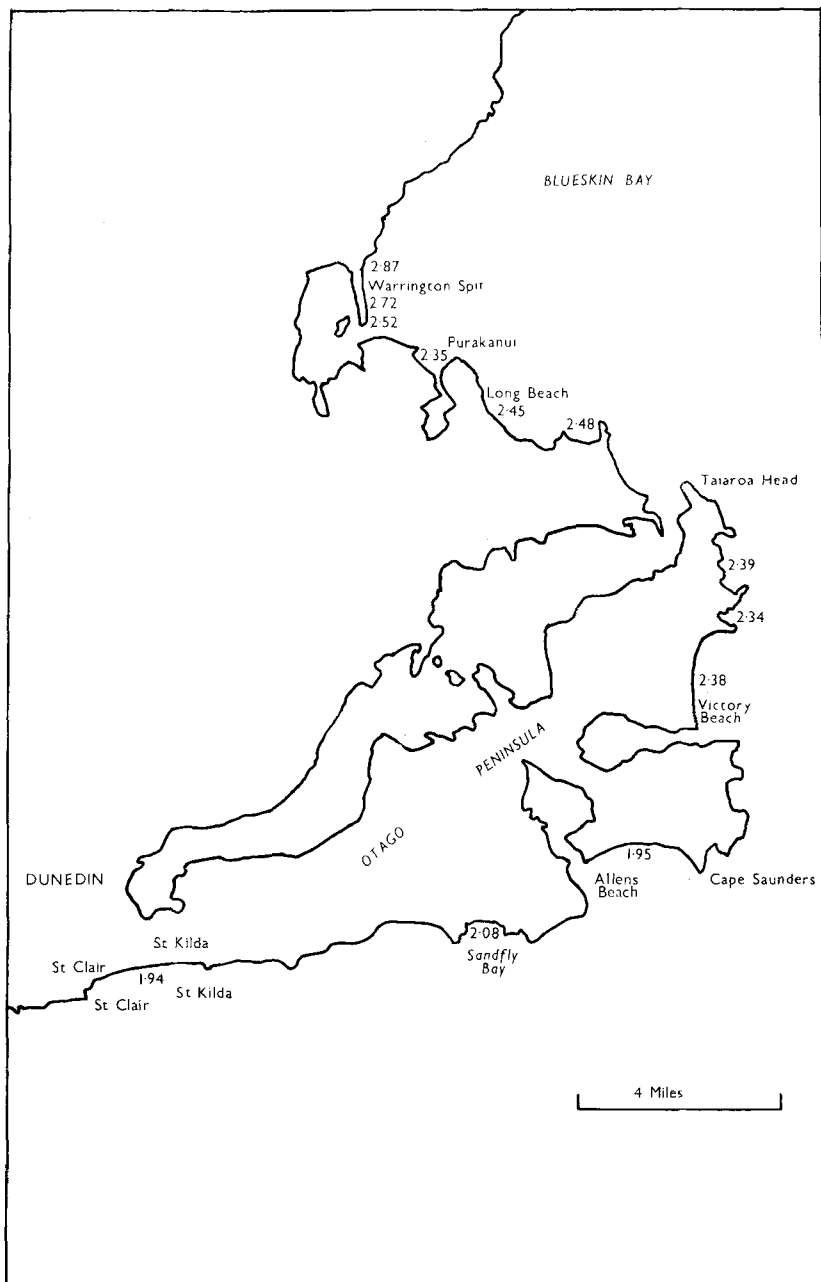 BLUESKIN BAY
2·87
Warrington Spit
2·72
2·52
Purakanui
2·35
Long Beach
2·45
2·48
Taiaroa Head
2·39
2·34
2·38
Victory
Beach
PENINSULA
OTAGO
1·95
DUNEDIN
Allens
Beach
Cape Saunders
2·08
Sandfly
Bay
St Kilda
St Clair
1·94
St Kilda
St Clair
4 Miles